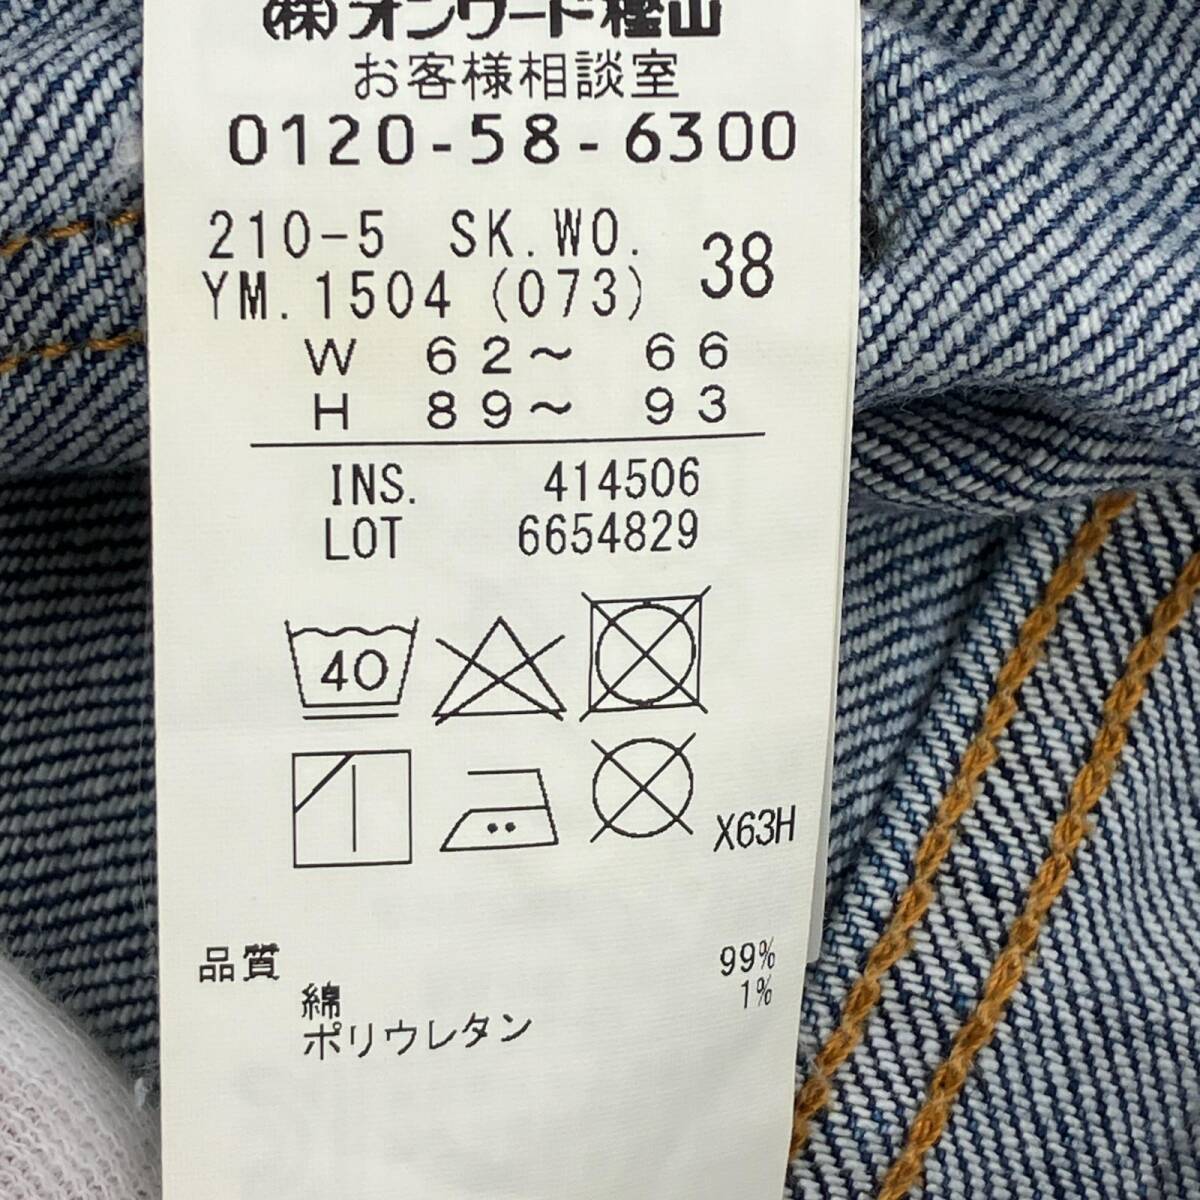 (株)オンワード樫山
お客様相談室
0120-58-6300
210-5 SK.WO.
YM.1504 (073) 38
W 62～ 66
H 89～ 93
INS. 414506
LOT 6654829
40
X63H
品質
99%
綿
1%
ポリウレタン